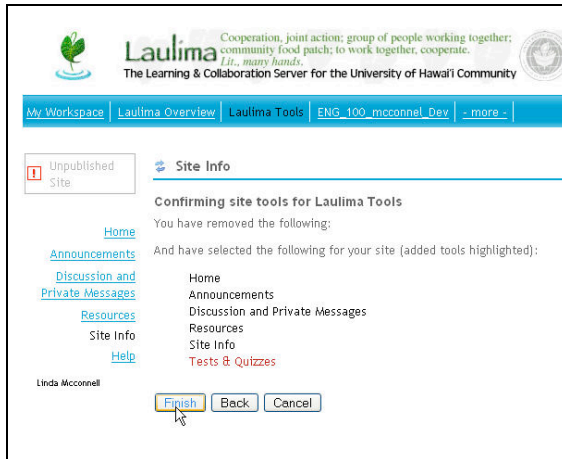 Laulima
Cooperation, joint action; group of people working together;
community food patch; to work together, cooperate.
Lit., many hands.
The Learning & Collaboration Server for the University of Hawai'i Community
My Workspace
Laulima Overview
Laulima Tools
ENG_100_mcconnel_Dev
- more -
Unpublished
Site
Home
Announcements
Discussion and
Private Messages
Resources
Site Info
Help
Linda Mcconnell
Site Info
Confirming site tools for Laulima Tools
You have removed the following:
And have selected the following for your site (added tools highlighted):
Home
Announcements
Discussion and Private Messages
Resources
Site Info
Tests & Quizzes
Finish
Back
Cancel